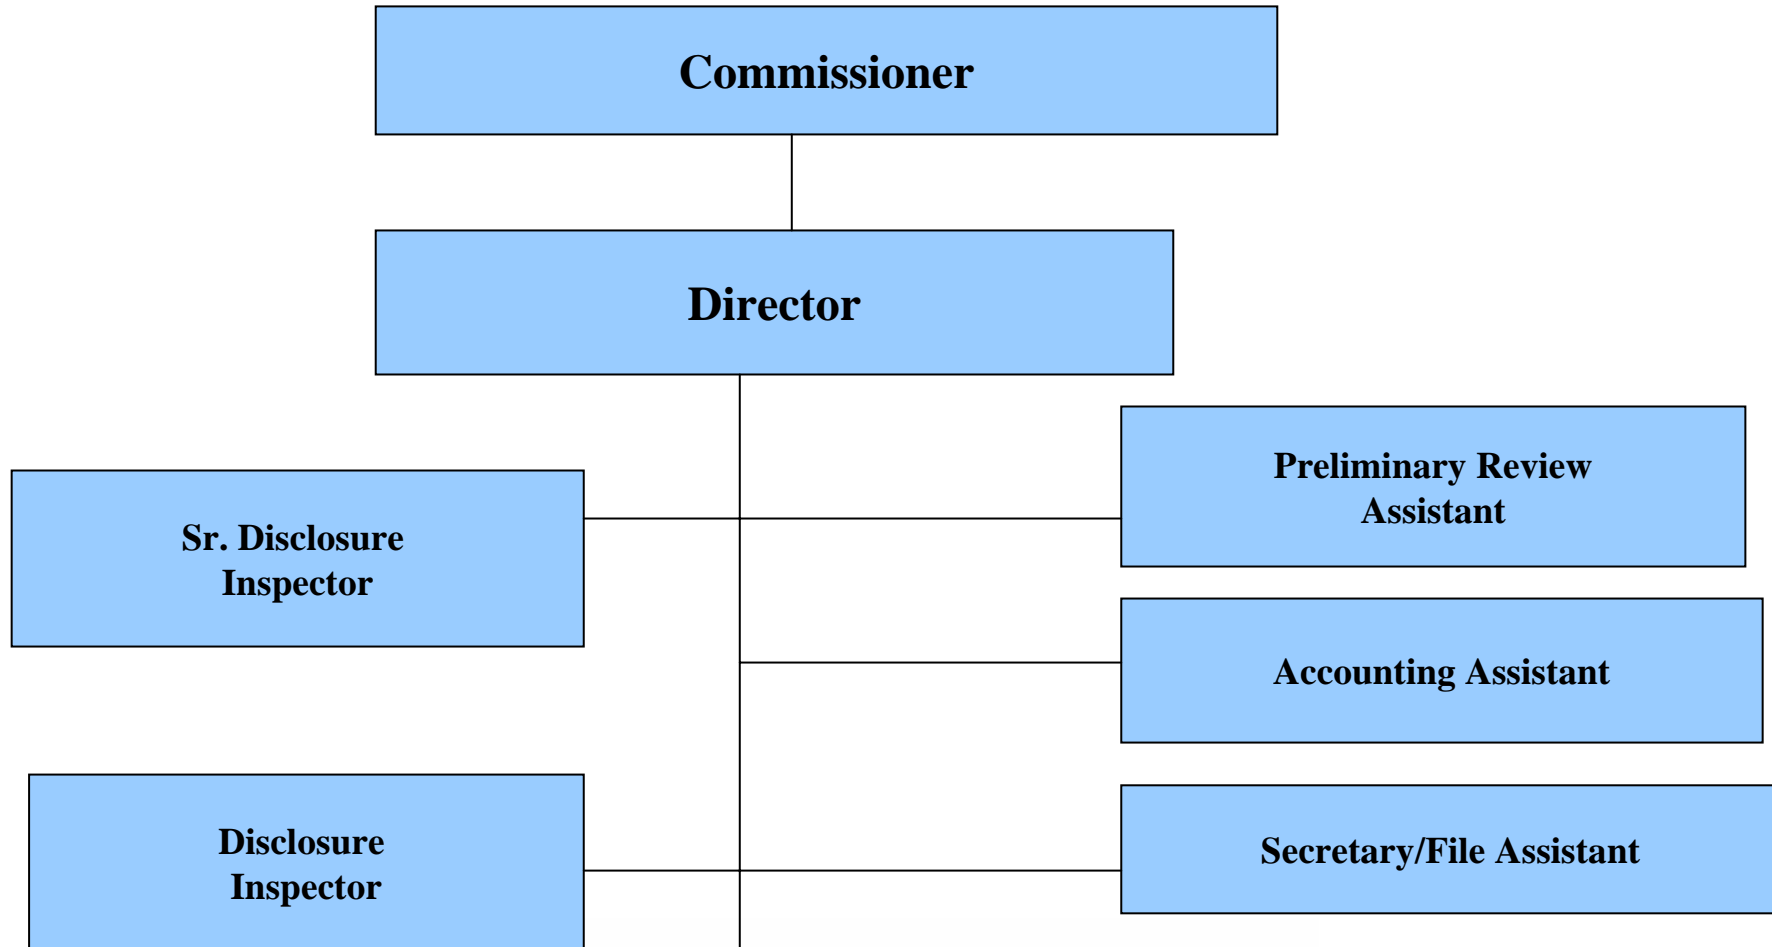 Commissioner
Director
Preliminary Review
Assistant
Sr. Disclosure
Inspector
Accounting Assistant
Disclosure
Inspector
Secretary/File Assistant